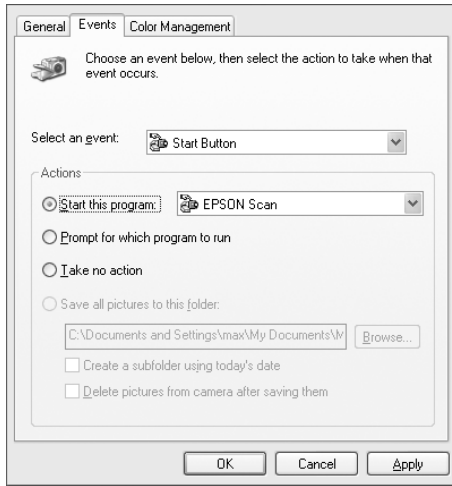 General Events Color Management
Choose an event below, then select the action to take when that
event occurs.
Select an event: Start Button
Actions
Start this program: EPSON Scan
Prompt for which program to run
Take no action
Save all pictures to this folder:
C:\Documents and Settings\max\My Documents\M Browse...
Create a subfolder using today's date
Delete pictures from camera after saving them
OK Cancel Apply